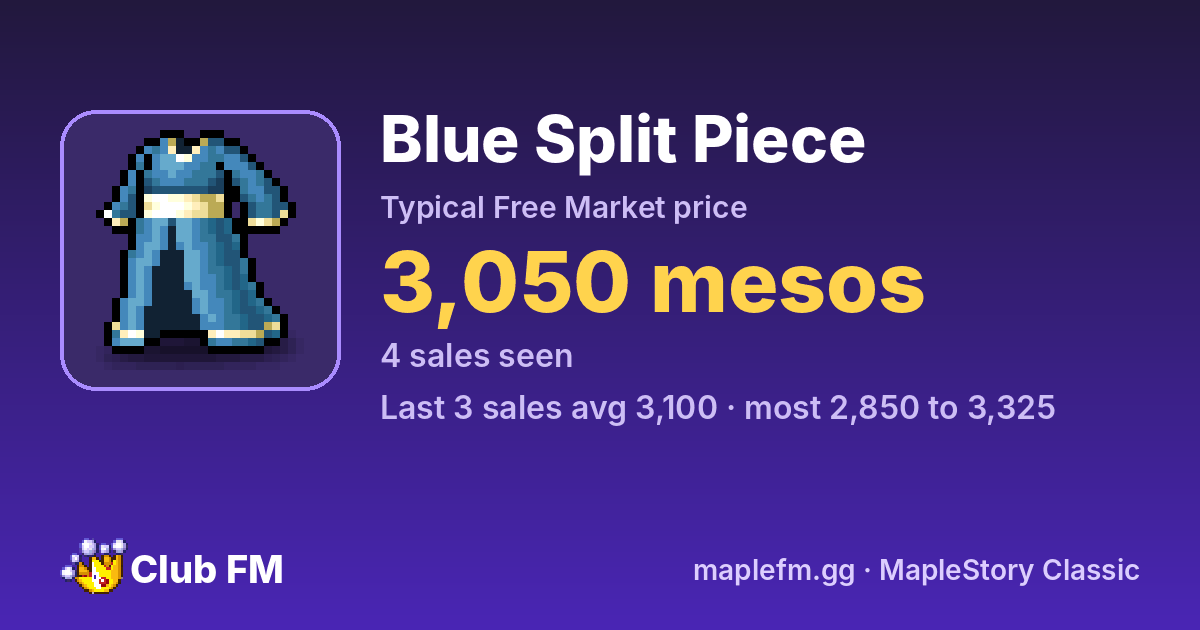 Blue Split Piece
Typical Free Market price
3,050 mesos
4 sales seen
Last 3 sales avg 3,100 · most 2,850 to 3,325
Club FM
maplefm.gg · MapleStory Classic